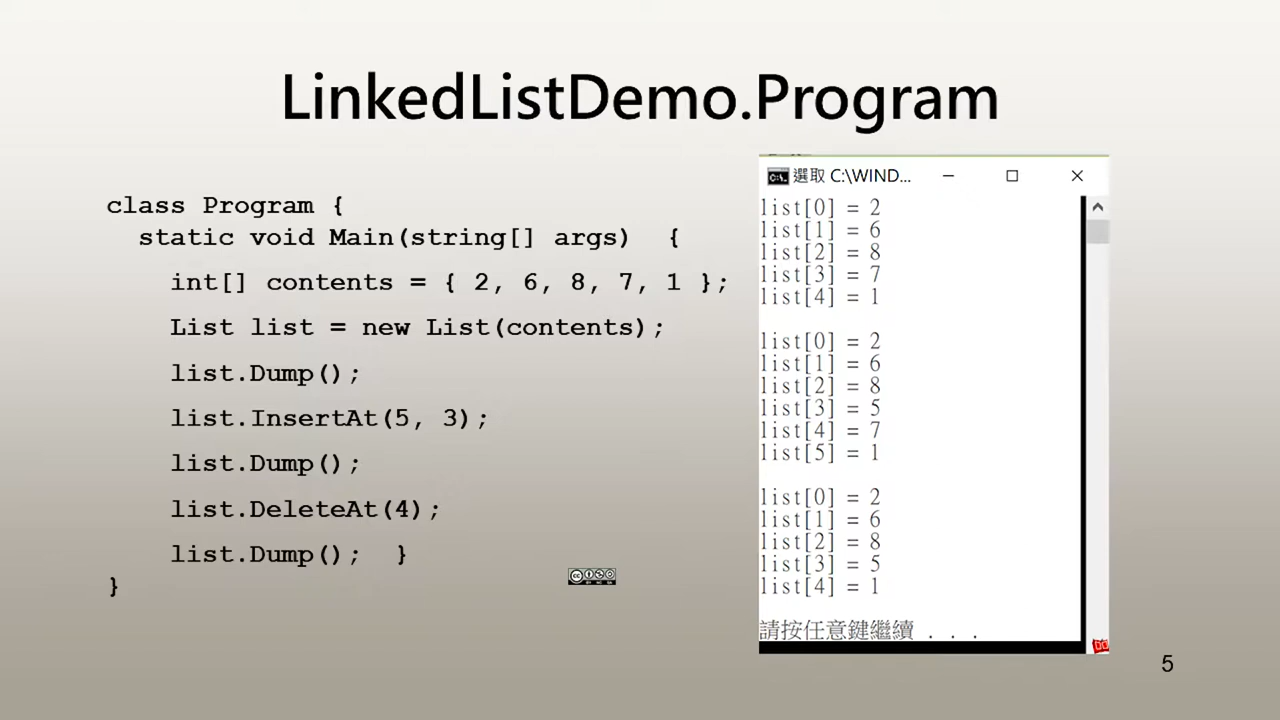 LinkedListDemo.Program
class Program {
static void Main(string[] args) {
int[] contents = { 2, 6, 8, 7, 1 };
List list = new List(contents);
list.Dump();
list.InsertAt(5, 3);
list.Dump();
list.DeleteAt(4);
list.Dump(); }
}
選取 C:\WIND...
list[0] = 2
list[1] = 6
list[2] = 8
list[3] = 7
list[4] = 1
list[0] = 2
list[1] = 6
list[2] = 8
list[3] = 5
list[4] = 7
list[5] = 1
list[0] = 2
list[1] = 6
list[2] = 8
list[3] = 5
list[4] = 1
請按任意鍵繼續 . . .
5